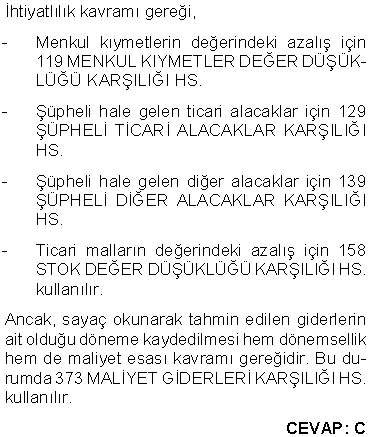 İhtiyatlılık kavramı gereği,
- Menkul kıymetlerin değerindeki azalış için
119 MENKUL KIYMETLER DEĞER DÜŞÜK-
LÜĞÜ KARŞILIĞI HS.
- Şüpheli hale gelen ticari alacaklar için 129
ŞÜPHELİ TİCARİ ALACAKLAR KARŞILIĞI
HS.
- Şüpheli hale gelen diğer alacaklar için 139
ŞÜPHELİ DİĞER ALACAKLAR KARŞILIĞI
HS.
- Ticari malların değerindeki azalış için 158
STOK DEĞER DÜŞÜKLÜĞÜ KARŞILIĞI HS.
kullanılır.
Ancak, sayaç okunarak tahmin edilen giderlerin
ait olduğu döneme kaydedilmesi hem dönemsellik
hem de maliyet esası kavramı gereğidir. Bu du-
rumda 373 MALİYET GİDERLERİ KARŞILIĞI HS.
kullanılır.
CEVAP: C